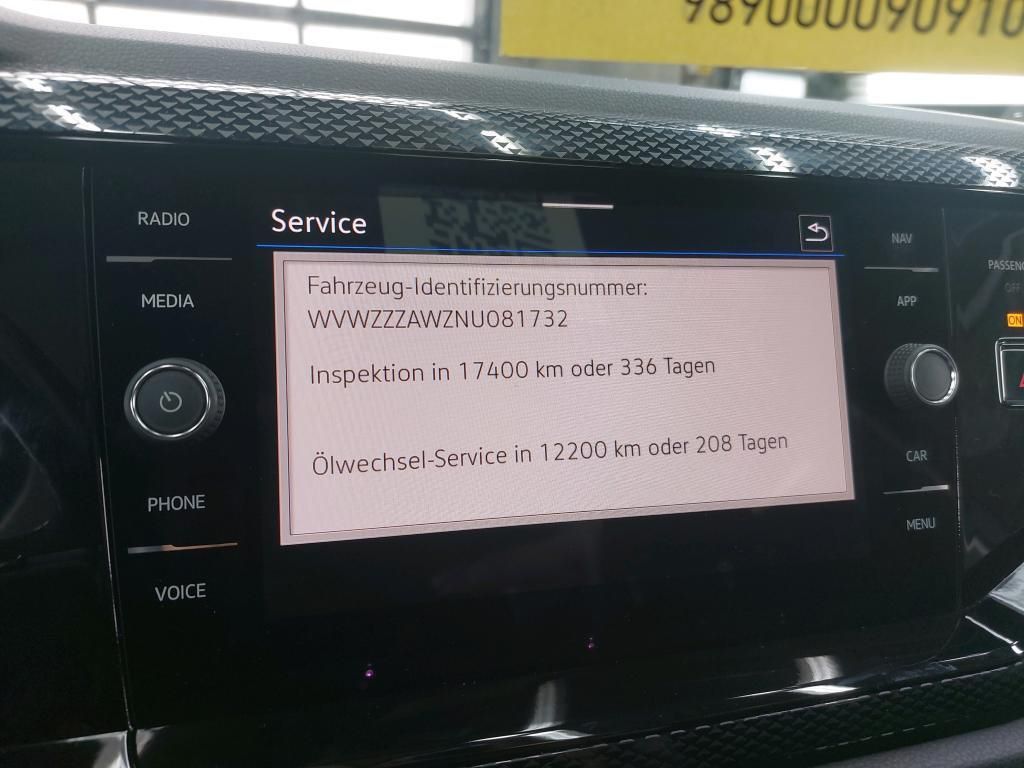 9890000090910
RADIO
MEDIA
PHONE
VOICE
Service
Fahrzeug-Identifizierungsnummer:
WVWZZZAWZNU081732
Inspektion in 17400 km oder 336 Tagen
Ölwechsel-Service in 12200 km oder 208 Tagen
NAV
APP
CAR
MENU
ON